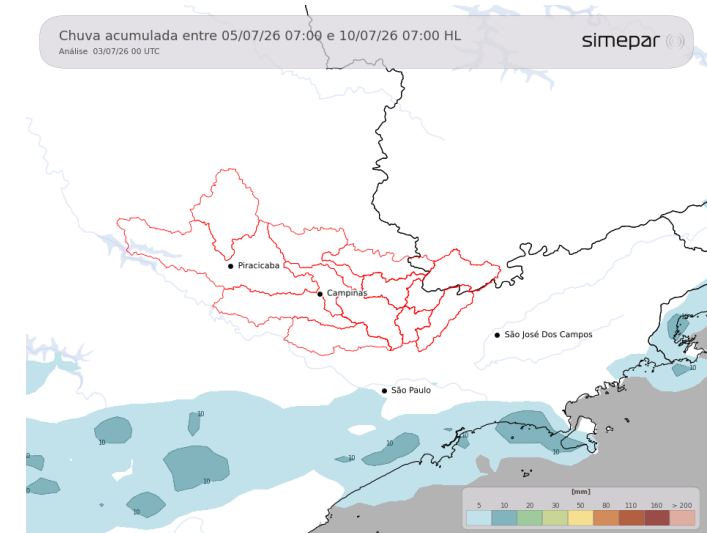 Chuva acumulada entre 05/07/26 07:00 e 10/07/26 07:00 HL
Análise 03/07/26 00 UTC
simepar
Piracicaba
Campinas
São José Dos Campos
10
São Paulo
10
10
10
10
10
10
10
10
[mm]
5 10 20 30 50 80 110 160 > 200